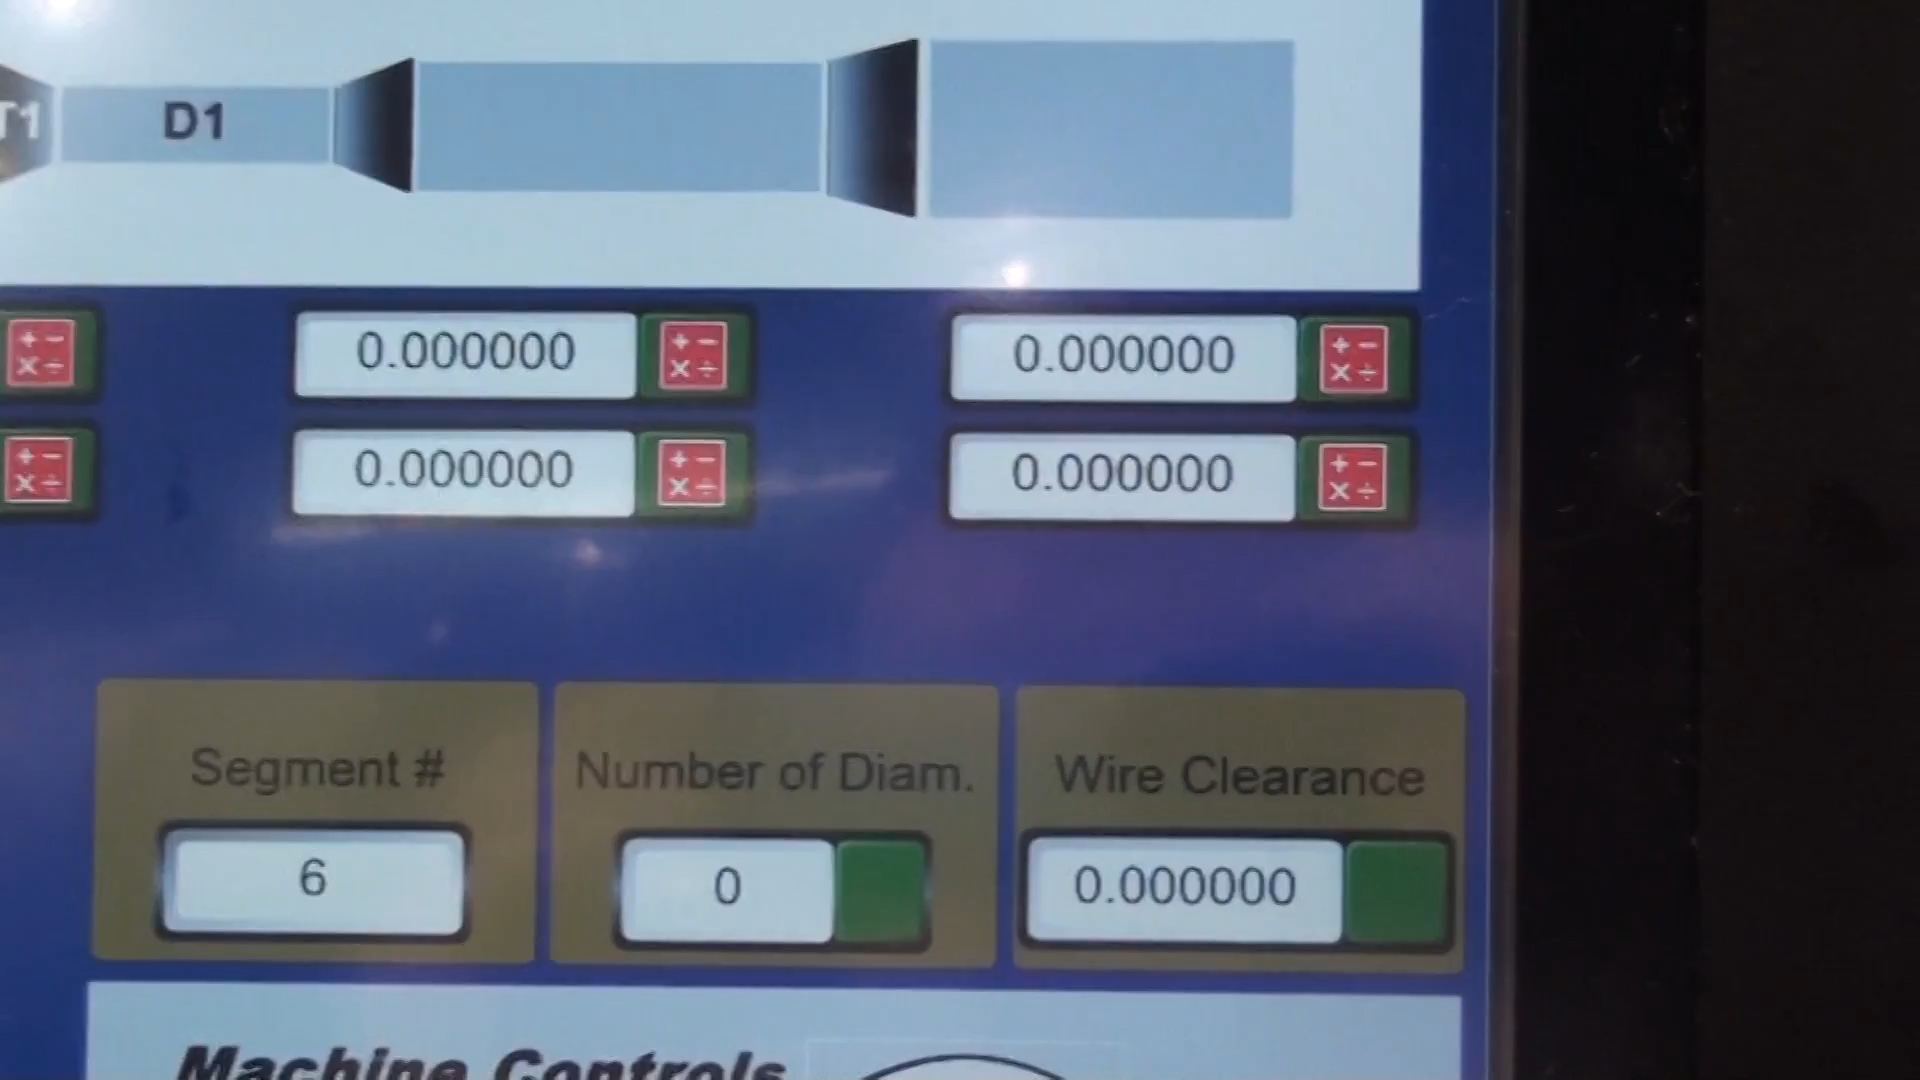 T1 D1
0.000000 0.000000
0.000000 0.000000
Segment # Number of Diam. Wire Clearance
6 0 0.000000
Machine Controls